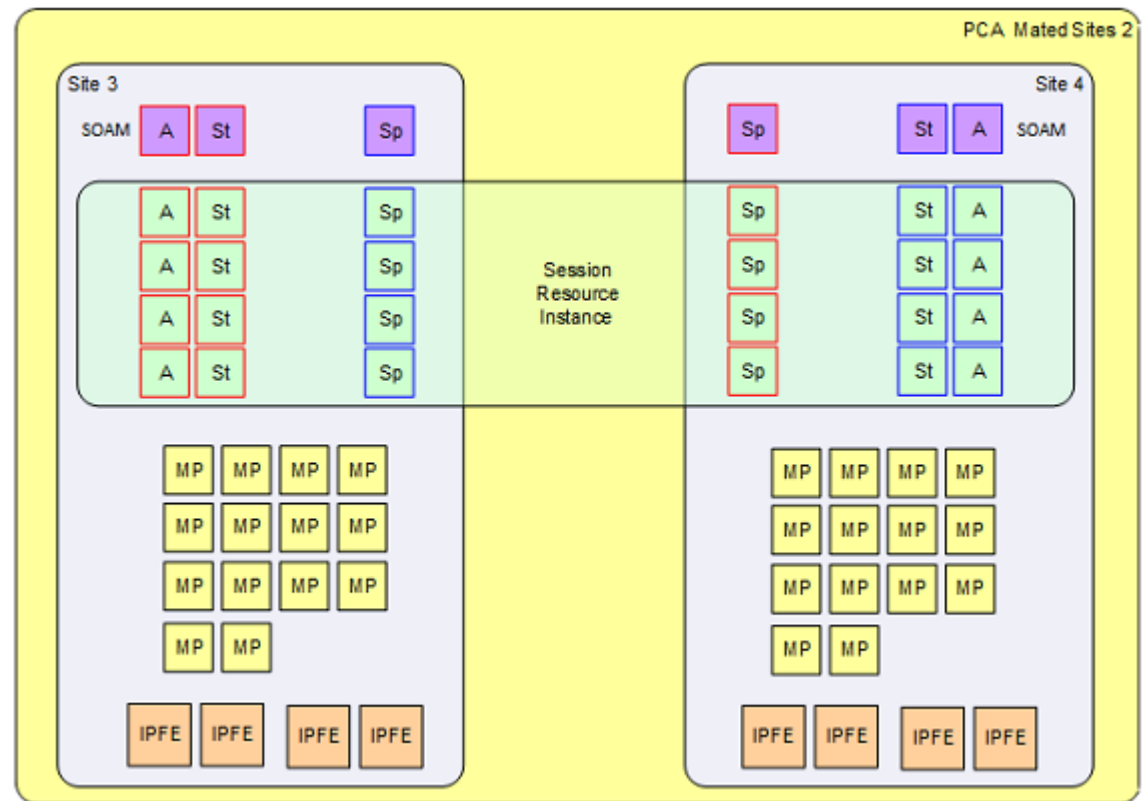 PCA Mated Sites 2
Site 3
SOAM A St Sp
A St Sp
A St Sp
A St Sp
A St Sp
MP MP MP MP
MP MP MP MP
MP MP MP MP
MP MP
IPFE IPFE IPFE IPFE
Session
Resource
Instance
Site 4
Sp St A SOAM
Sp St A
Sp St A
Sp St A
Sp St A
MP MP MP MP
MP MP MP MP
MP MP MP MP
MP MP
IPFE IPFE IPFE IPFE